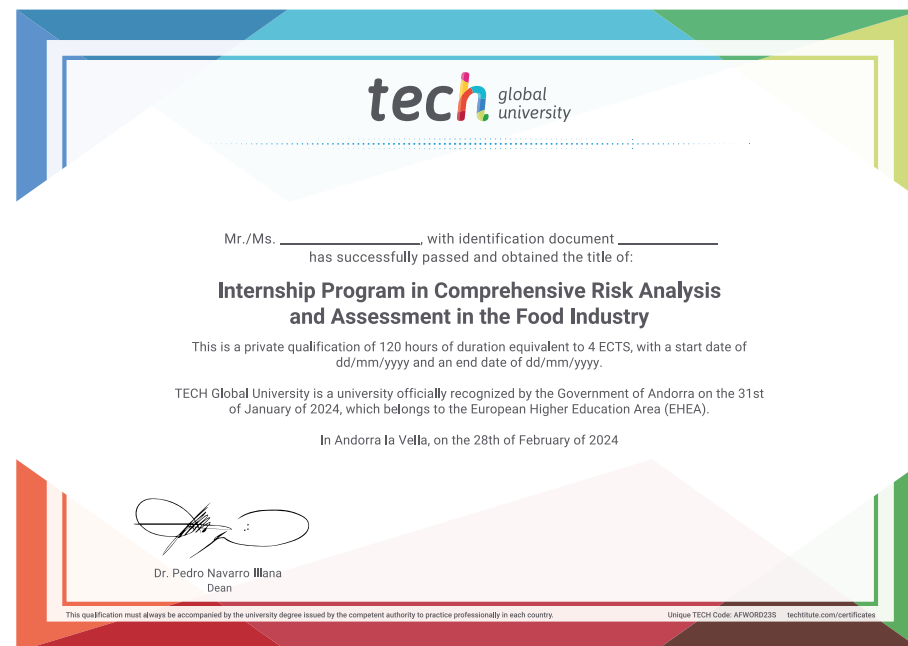 tech global
university
Mr./Ms. ____________________, with identification document ______________
has successfully passed and obtained the title of:
Internship Program in Comprehensive Risk Analysis
and Assessment in the Food Industry
This is a private qualification of 120 hours of duration equivalent to 4 ECTS, with a start date of
dd/mm/yyyy and an end date of dd/mm/yyyy.
TECH Global University is a university officially recognized by the Government of Andorra on the 31st
of January of 2024, which belongs to the European Higher Education Area (EHEA).
In Andorra la Vella, on the 28th of February of 2024
Dr. Pedro Navarro Illana
Dean
This qualification must always be accompanied by the university degree issued by the competent authority to practice professionally in each country. Unique TECH Code: AFWORD23S techtitute.com/certificates